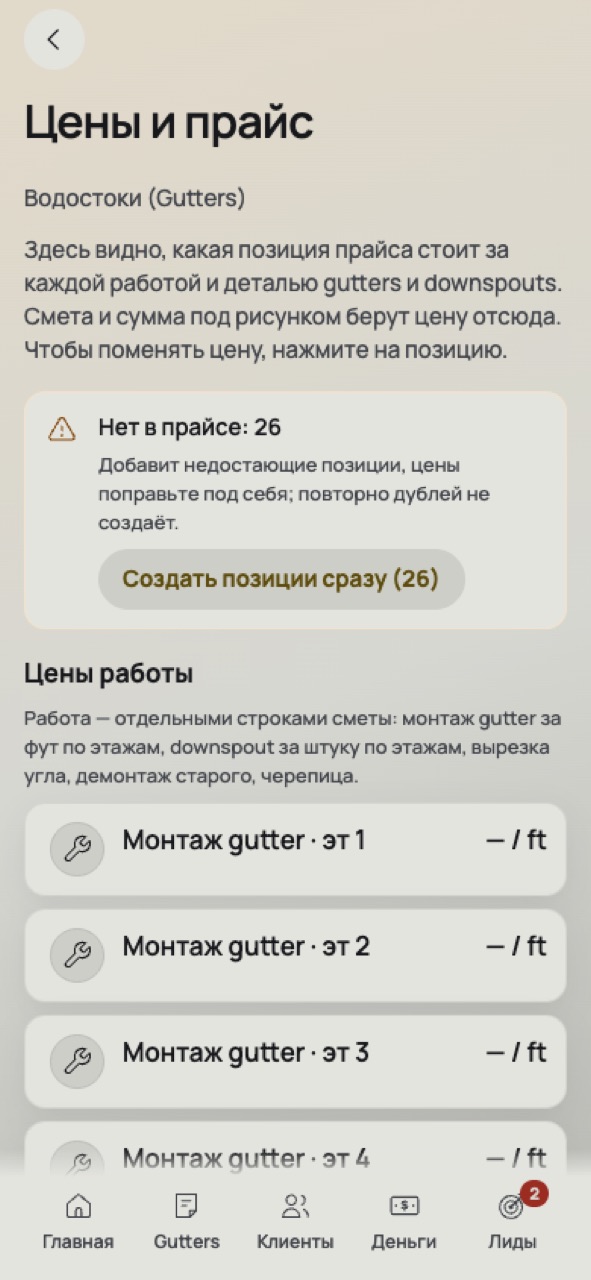 Цены и прайс
Водостоки (Gutters)
Здесь видно, какая позиция прайса стоит за
каждой работой и деталью gutters и downspouts.
Смета и сумма под рисунком берут цену отсюда.
Чтобы поменять цену, нажмите на позицию.
Нет в прайсе: 26
Добавит недостающие позиции, цены
поправьте под себя; повторно дублей не
создаёт.
Создать позиции сразу (26)
Цены работы
Работа — отдельными строками сметы: монтаж gutter за
фут по этажам, downspout за штуку по этажам, вырезка
угла, демонтаж старого, черепица.
Монтаж gutter · эт 1 — / ft
Монтаж gutter · эт 2 — / ft
Монтаж gutter · эт 3 — / ft
Монтаж gutter · эт 4 — / ft
2
Главная Gutters Клиенты Деньги Лиды